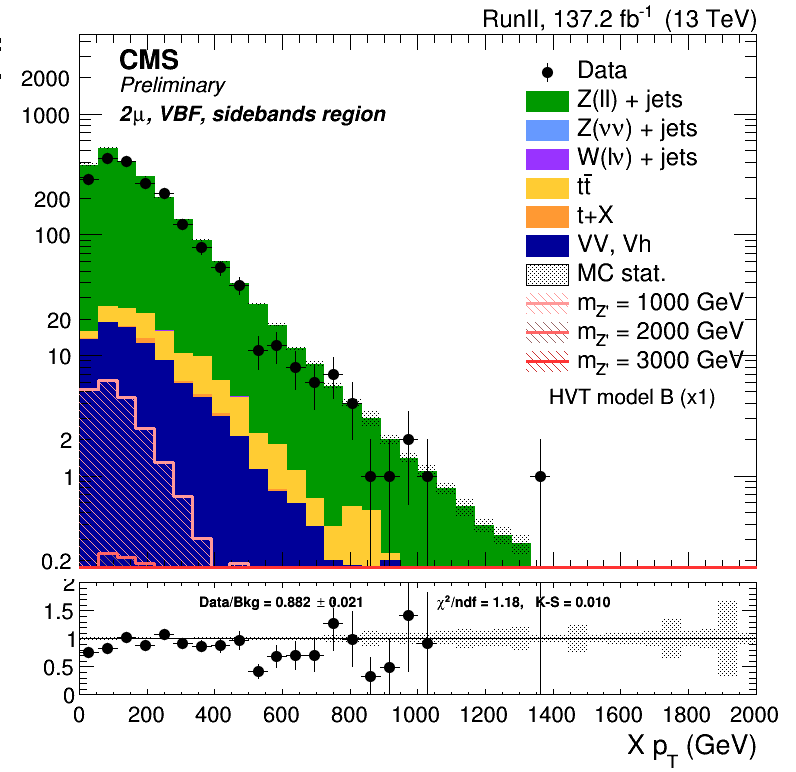 RunII, 137.2 fb⁻¹ (13 TeV)
CMS
Preliminary
2μ, VBF, sidebands region
Data
Z(ll) + jets
Z(νν) + jets
W(lν) + jets
tt̄
t+X
VV, Vh
MC stat.
m_Z' = 1000 GeV
m_Z' = 2000 GeV
m_Z' = 3000 GeV
HVT model B (x1)
2000
1000
200
100
20
10
2
1
0.2
Data/Bkg = 0.882 ± 0.021 χ²/ndf = 1.18, K-S = 0.010
2
1.5
1
0.5
0
0 200 400 600 800 1000 1200 1400 1600 1800 2000
X p_T (GeV)